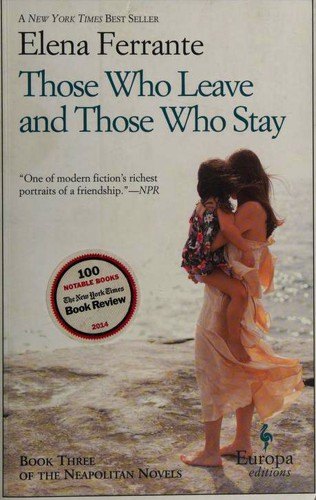 A NEW YORK TIMES BEST SELLER
Elena Ferrante
Those Who Leave
and Those Who Stay
“One of modern fiction’s richest
portraits of a friendship.”—NPR
100
NOTABLE BOOKS
The New York Times
Book Review
2014
BOOK THREE
OF THE NEAPOLITAN NOVELS
Europa
editions